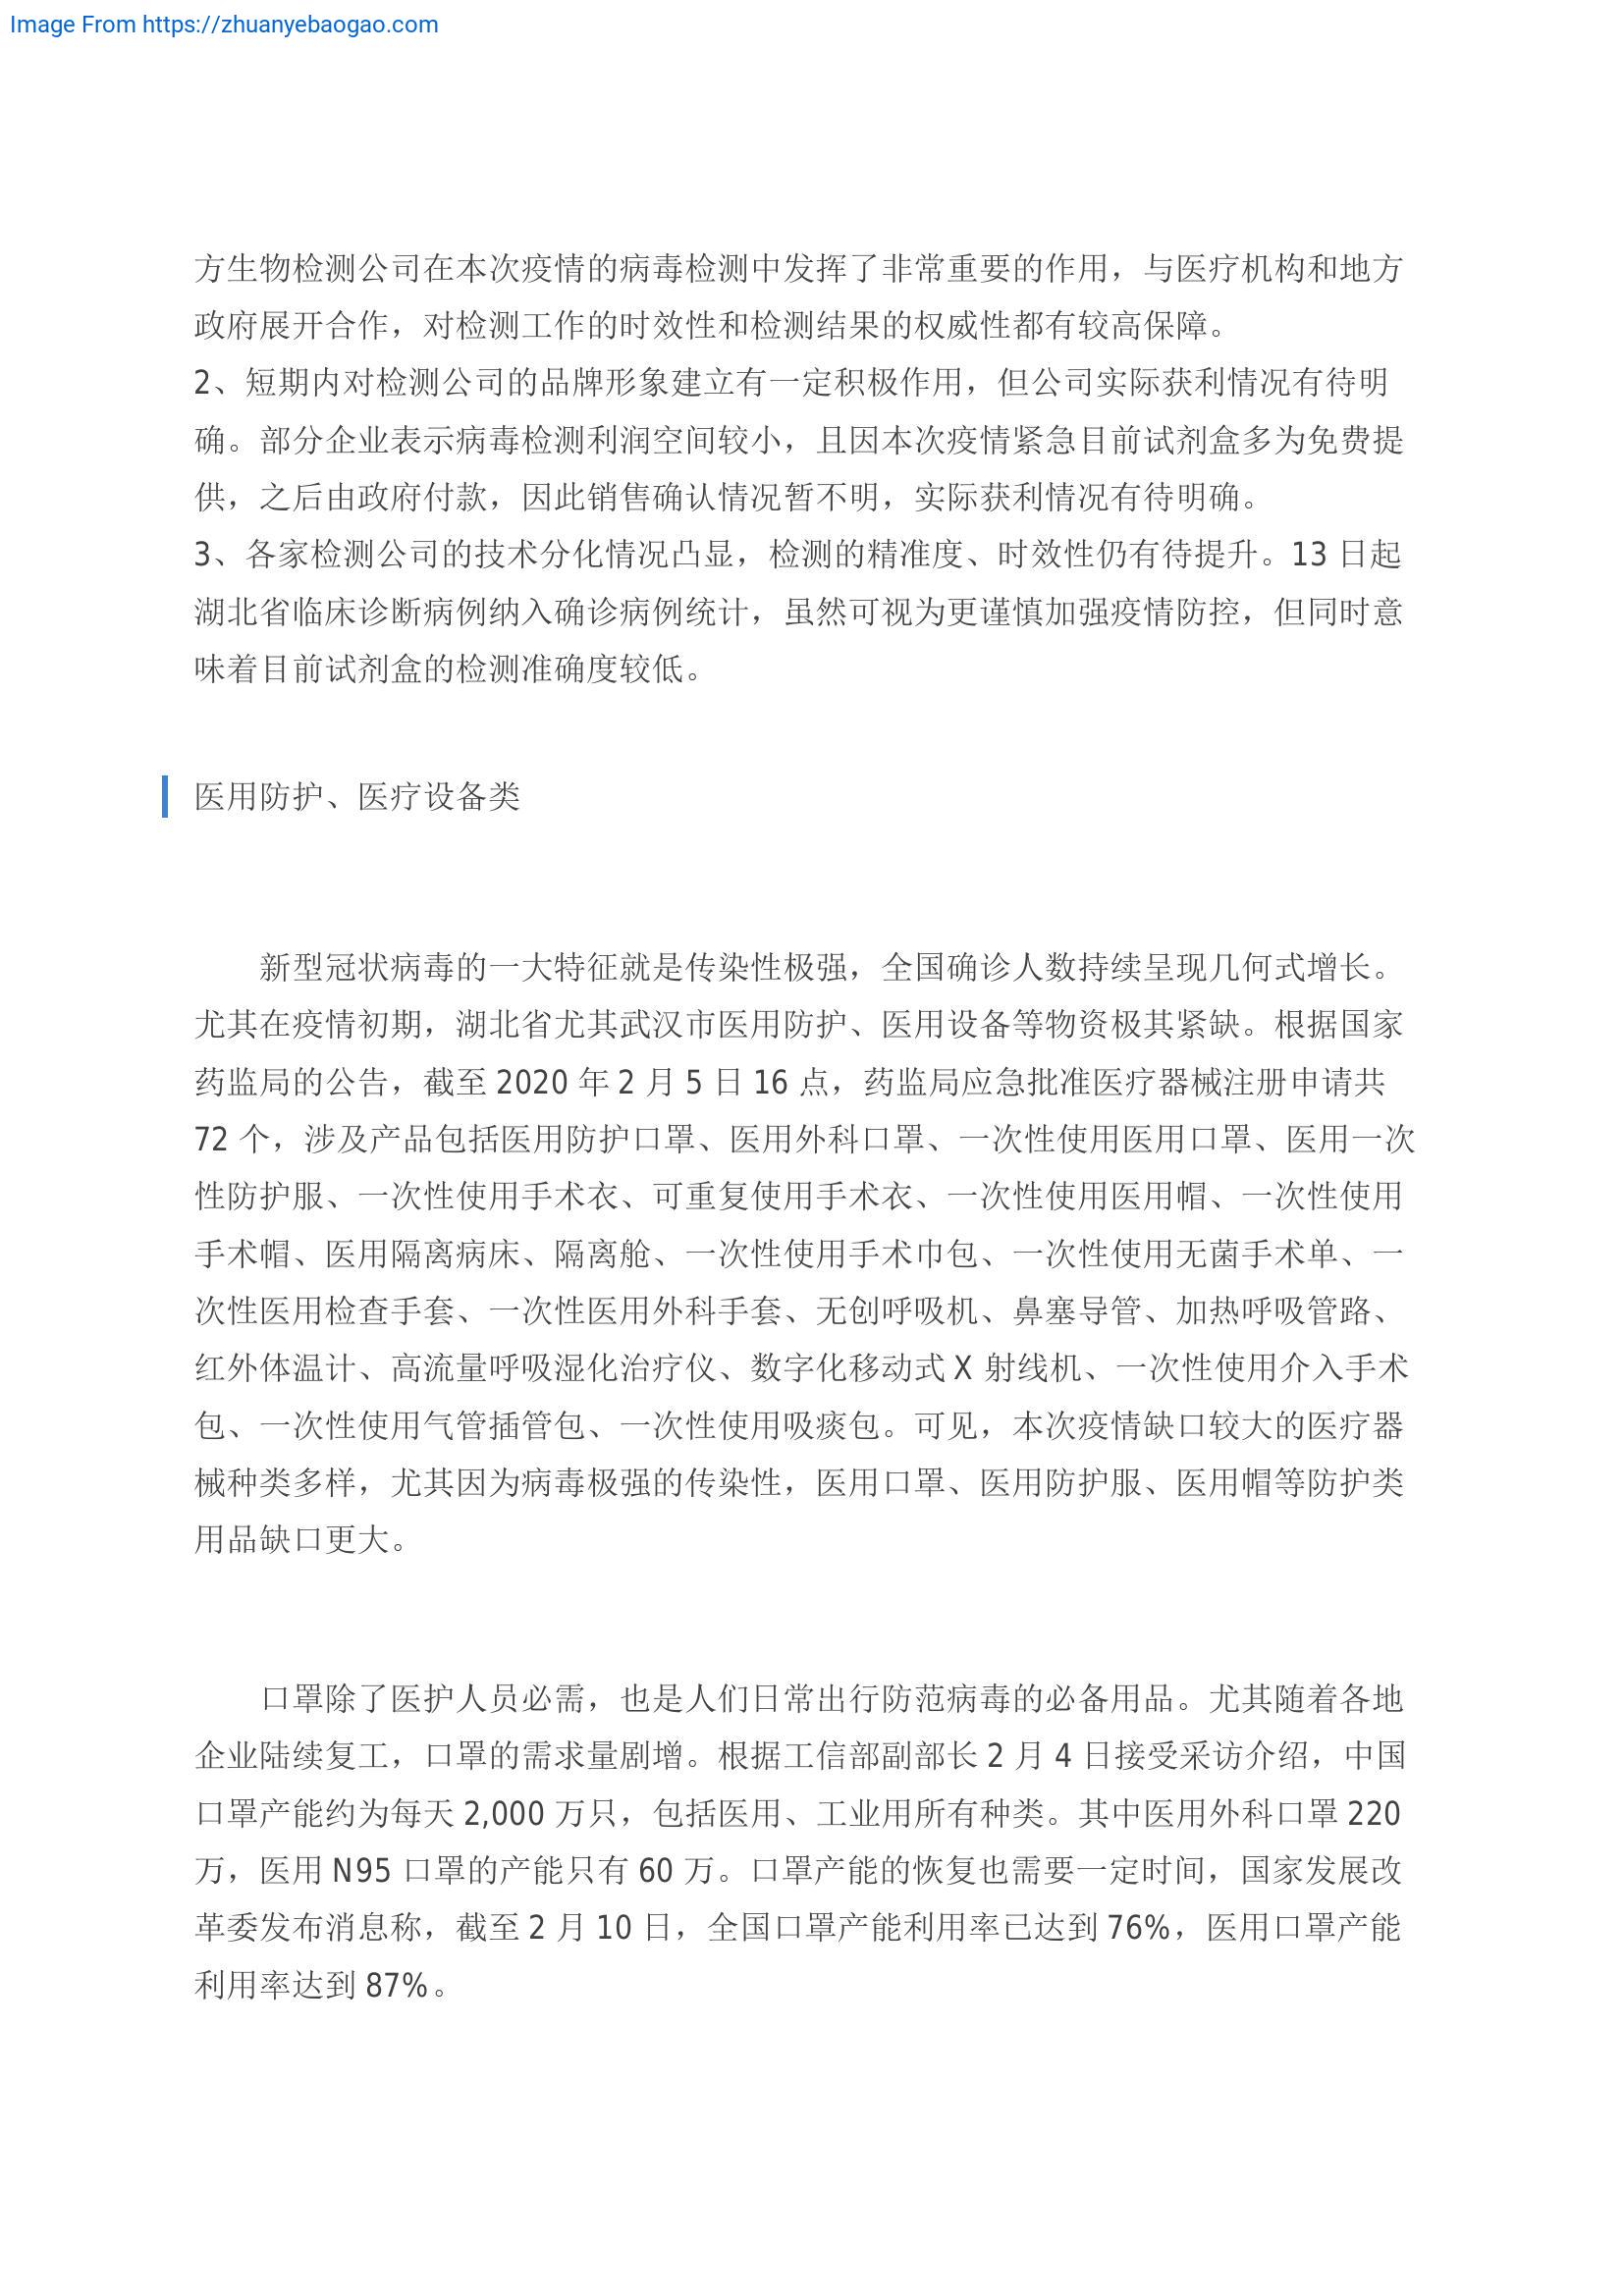 Image From https://zhuanyebaogao.com
方生物检测公司在本次疫情的病毒检测中发挥了非常重要的作用，与医疗机构和地方
政府展开合作，对检测工作的时效性和检测结果的权威性都有较高保障。
2、短期内对检测公司的品牌形象建立有一定积极作用，但公司实际获利情况有待明
确。部分企业表示病毒检测利润空间较小，且因本次疫情紧急目前试剂盒多为免费提
供，之后由政府付款，因此销售确认情况暂不明，实际获利情况有待明确。
3、各家检测公司的技术分化情况凸显，检测的精准度、时效性仍有待提升。13 日起
湖北省临床诊断病例纳入确诊病例统计，虽然可视为更谨慎加强疫情防控，但同时意
味着目前试剂盒的检测准确度较低。
医用防护、医疗设备类
新型冠状病毒的一大特征就是传染性极强，全国确诊人数持续呈现几何式增长。
尤其在疫情初期，湖北省尤其武汉市医用防护、医用设备等物资极其紧缺。根据国家
药监局的公告，截至 2020 年 2 月 5 日 16 点，药监局应急批准医疗器械注册申请共
72 个，涉及产品包括医用防护口罩、医用外科口罩、一次性使用医用口罩、医用一次
性防护服、一次性使用手术衣、可重复使用手术衣、一次性使用医用帽、一次性使用
手术帽、医用隔离病床、隔离舱、一次性使用手术巾包、一次性使用无菌手术单、一
次性医用检查手套、一次性医用外科手套、无创呼吸机、鼻塞导管、加热呼吸管路、
红外体温计、高流量呼吸湿化治疗仪、数字化移动式 X 射线机、一次性使用介入手术
包、一次性使用气管插管包、一次性使用吸痰包。可见，本次疫情缺口较大的医疗器
械种类多样，尤其因为病毒极强的传染性，医用口罩、医用防护服、医用帽等防护类
用品缺口更大。
口罩除了医护人员必需，也是人们日常出行防范病毒的必备用品。尤其随着各地
企业陆续复工，口罩的需求量剧增。根据工信部副部长 2 月 4 日接受采访介绍，中国
口罩产能约为每天 2,000 万只，包括医用、工业用所有种类。其中医用外科口罩 220
万，医用 N95 口罩的产能只有 60 万。口罩产能的恢复也需要一定时间，国家发展改
革委发布消息称，截至 2 月 10 日，全国口罩产能利用率已达到 76%，医用口罩产能
利用率达到 87%。